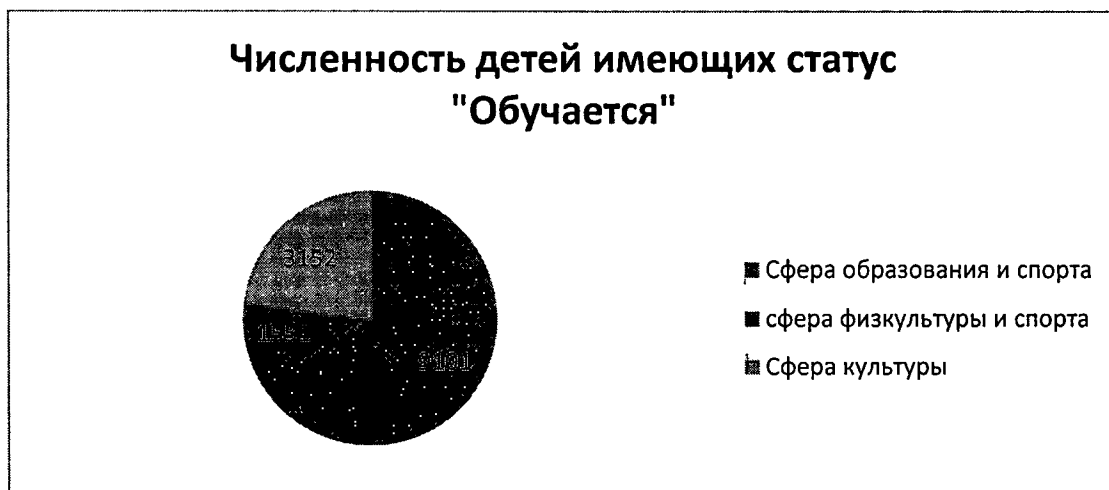 Численность детей имеющих статус
"Обучается"
3152
Сфера образования и спорта
сфера физкультуры и спорта
Сфера культуры